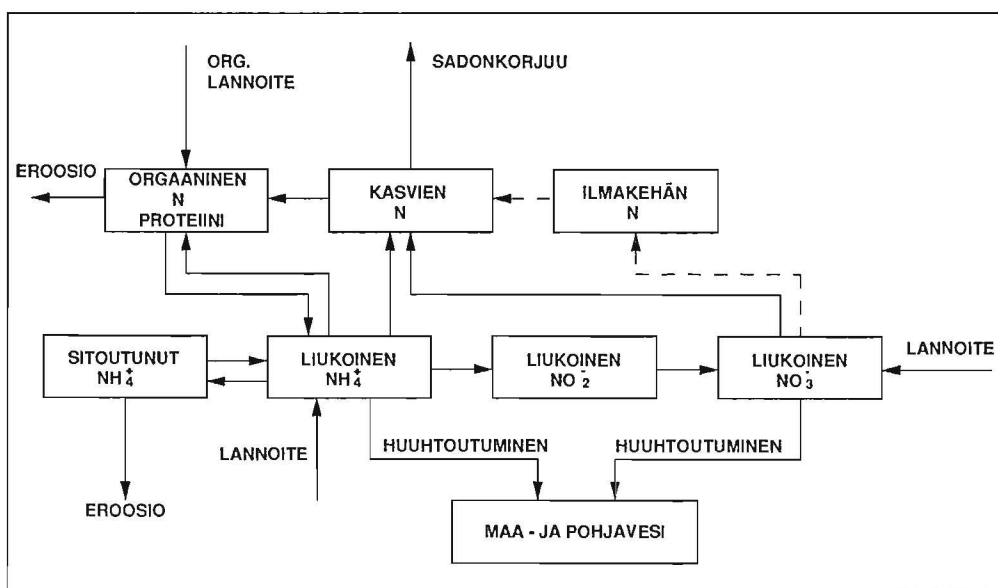 ORG.
LANNOITE
SADONKORJUU
EROOSIO
ORGAANINEN
N
PROTEIINI
KASVIEN
N
ILMAKEHÄN
N
SITOUTUNUT
NH₄⁺
LIUKOINEN
NH₄⁺
LIUKOINEN
NO₂⁻
LIUKOINEN
NO₃⁻
LANNOITE
LANNOITE
HUUHTOUTUMINEN
HUUHTOUTUMINEN
EROOSIO
MAA - JA POHJAVESI